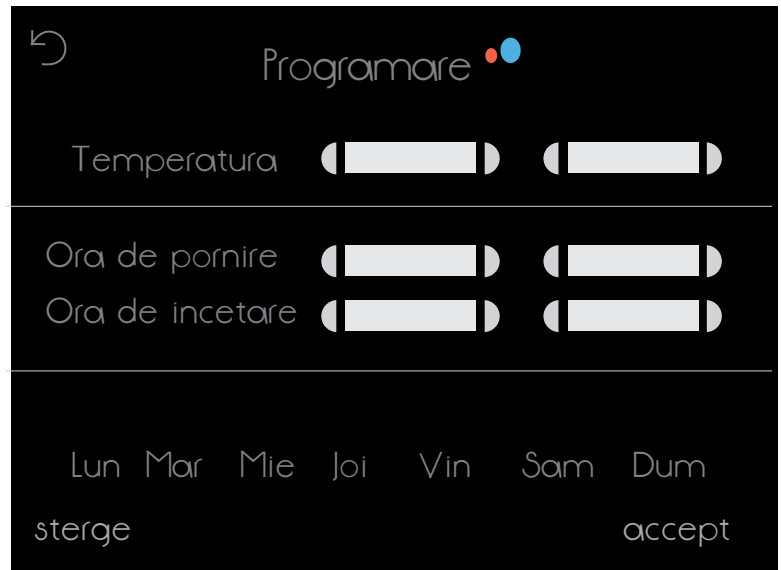 Programare
Temperatura
Ora de pornire
Ora de incetare
Lun Mar Mie Joi Vin Sam Dum
sterge accept